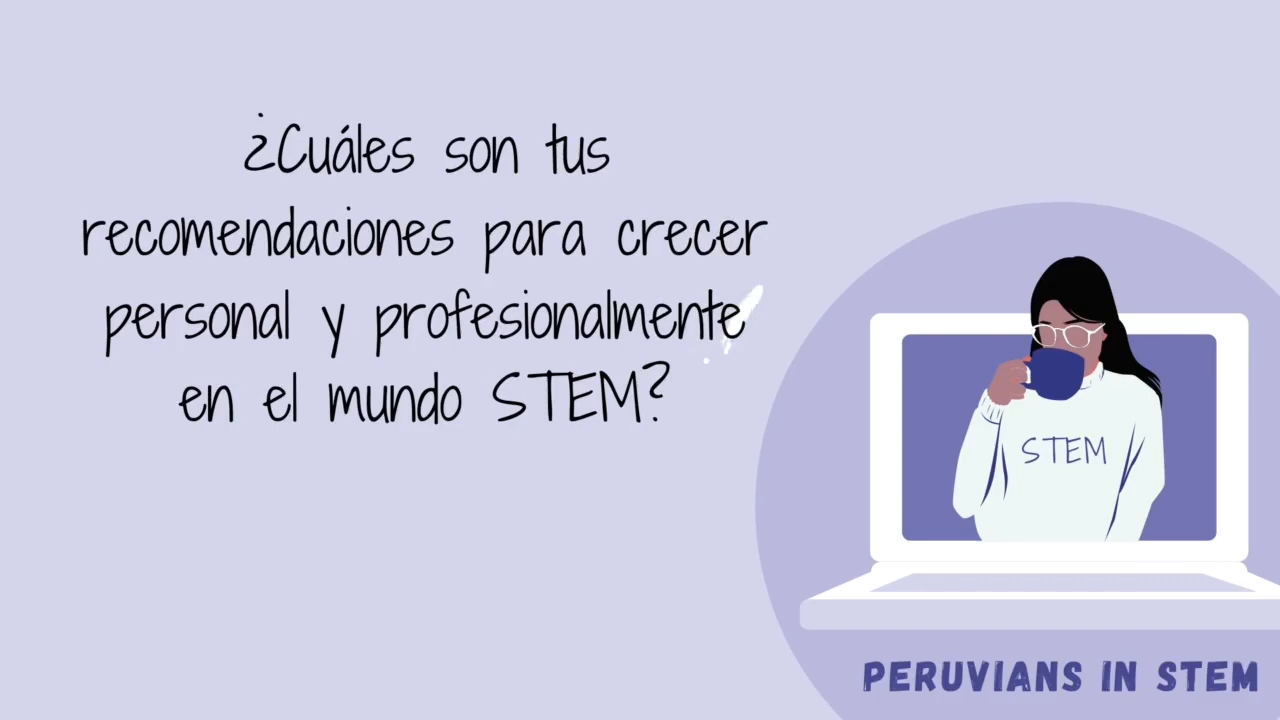 ¿Cuáles son tus
recomendaciones para crecer
personal y profesionalmente
en el mundo STEM?
STEM
PERUVIANS IN STEM